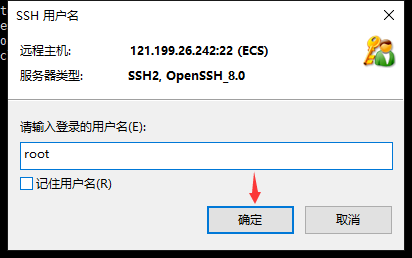 SSH 用户名
远程主机: 121.199.26.242:22 (ECS)
服务器类型: SSH2, OpenSSH_8.0
请输入登录的用户名(E):
root
记住用户名(R)
确定 取消